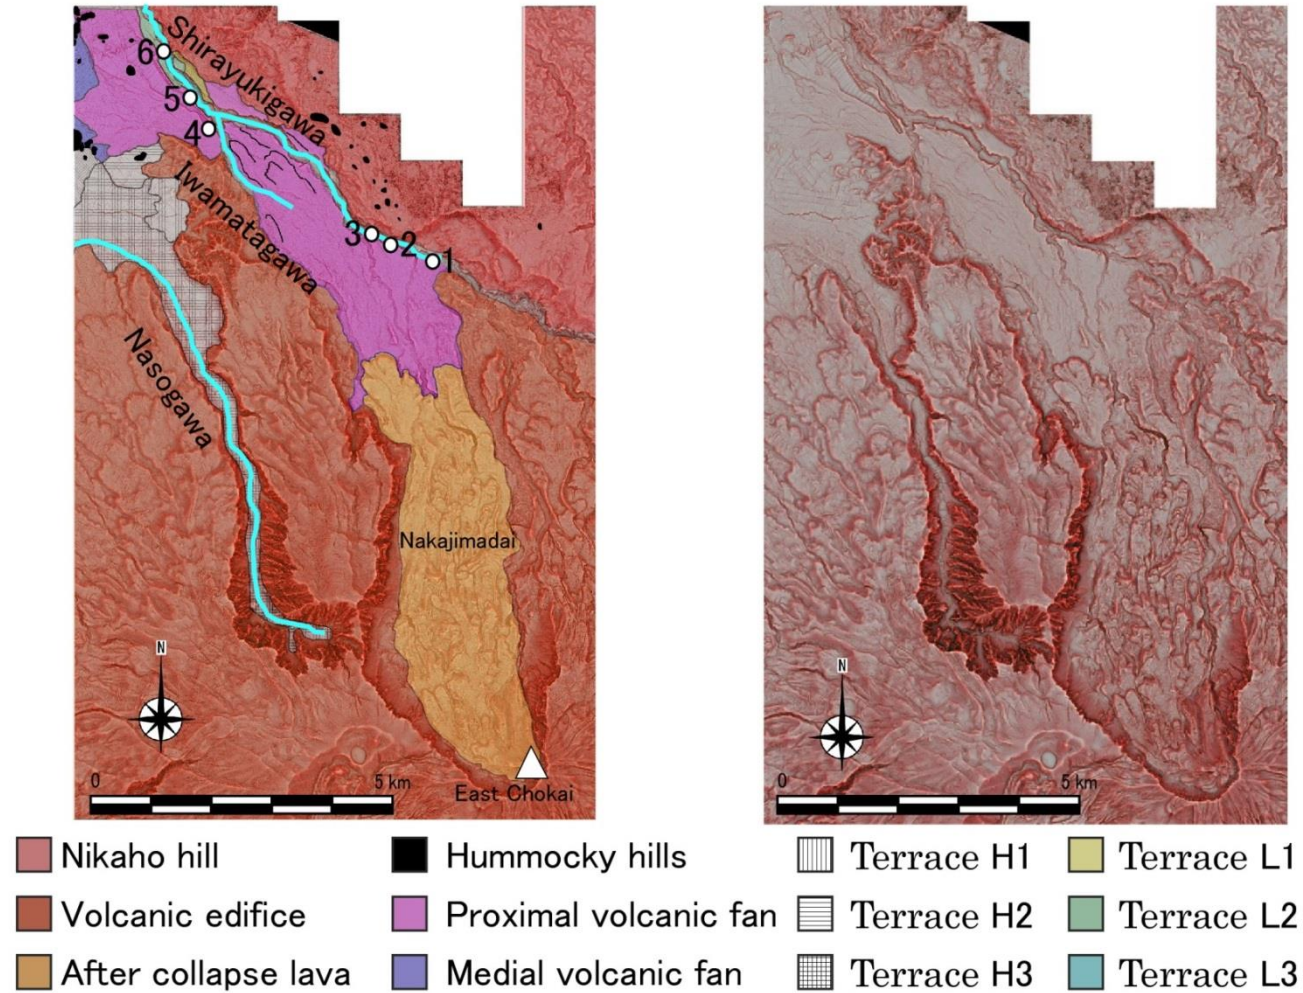 Shirayukigawa
6
5
4
Iwamatagawa
3
2
1
Nasogawa
Nakajimadai
N
0
5 km
East Chokai
N
0
5 km
Nikaho hill
Hummocky hills
Terrace H1
Terrace L1
Volcanic edifice
Proximal volcanic fan
Terrace H2
Terrace L2
After collapse lava
Medial volcanic fan
Terrace H3
Terrace L3